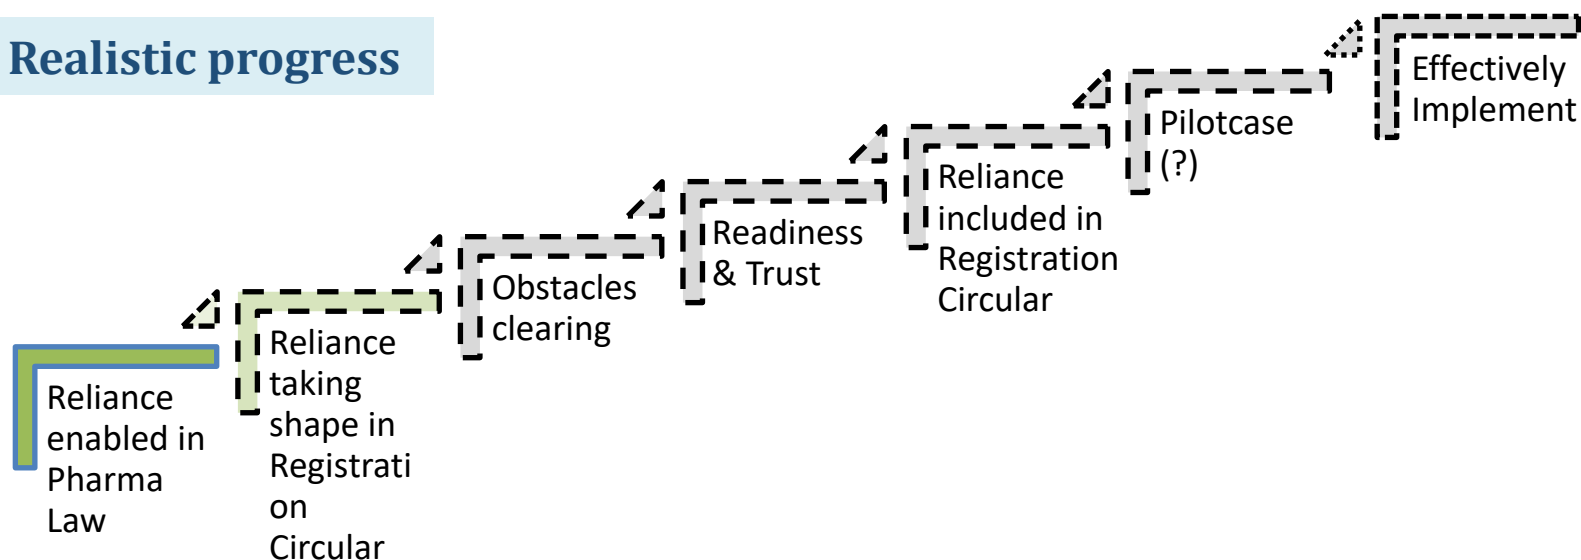 Realistic progress
Reliance
enabled in
Pharma
Law
Reliance
taking
shape in
Registrati
on
Circular
Obstacles
clearing
Readiness
& Trust
Reliance
included in
Registration
Circular
Pilotcase
(?)
Effectively
Implement